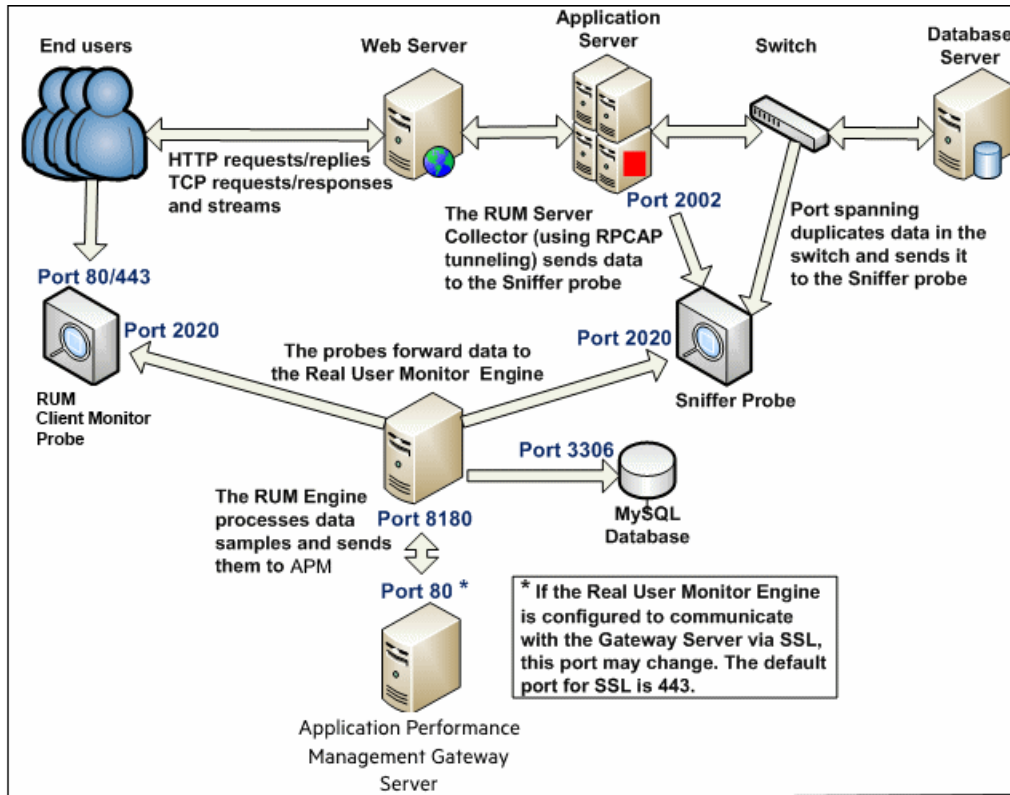 End users
Web Server
Application
Server
Switch
Database
Server
HTTP requests/replies
TCP requests/responses
and streams
Port 2002
The RUM Server
Collector (using RPCAP
tunneling) sends data
to the Sniffer probe
Port spanning
duplicates data in the
switch and sends it
to the Sniffer probe
Port 80/443
Port 2020
RUM
Client Monitor
Probe
The probes forward data to
the Real User Monitor Engine
Port 2020
Sniffer Probe
Port 3306
MySQL
Database
The RUM Engine
processes data
samples and sends
them to APM
Port 8180
Port 80 *
* If the Real User Monitor Engine
is configured to communicate
with the Gateway Server via SSL,
this port may change. The default
port for SSL is 443.
Application Performance
Management Gateway
Server